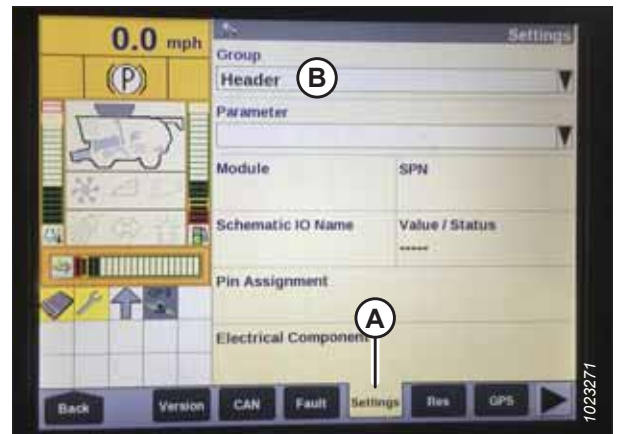 0.0 mph
Settings
(P)
Group
Header
B
Parameter
Module
SPN
Schematic IO Name
Value / Status
-----
Pin Assignment
A
Electrical Component
Back
Version
CAN
Fault
Settings
Res
GPS
1023271